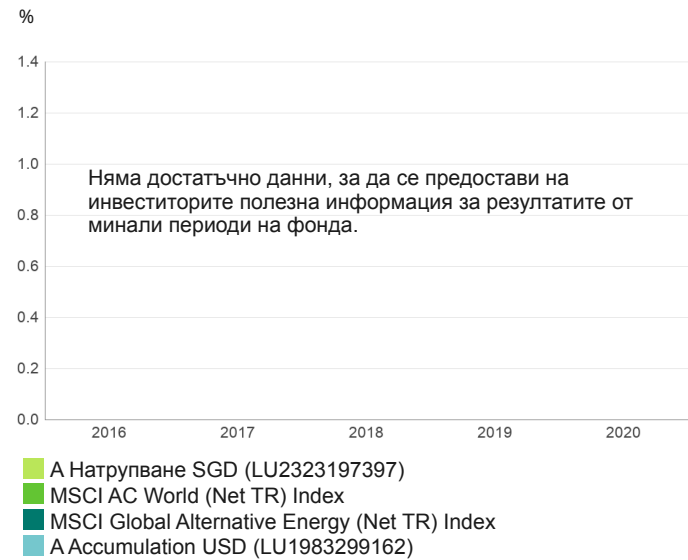 %
1.4
1.2
1.0
Няма достатъчно данни, за да се предостави на
инвеститорите полезна информация за резултатите от
минали периоди на фонда.
0.8
0.6
0.4
0.2
0.0
2016 2017 2018 2019 2020
А Натрупване SGD (LU2323197397)
MSCI AC World (Net TR) Index
MSCI Global Alternative Energy (Net TR) Index
A Accumulation USD (LU1983299162)